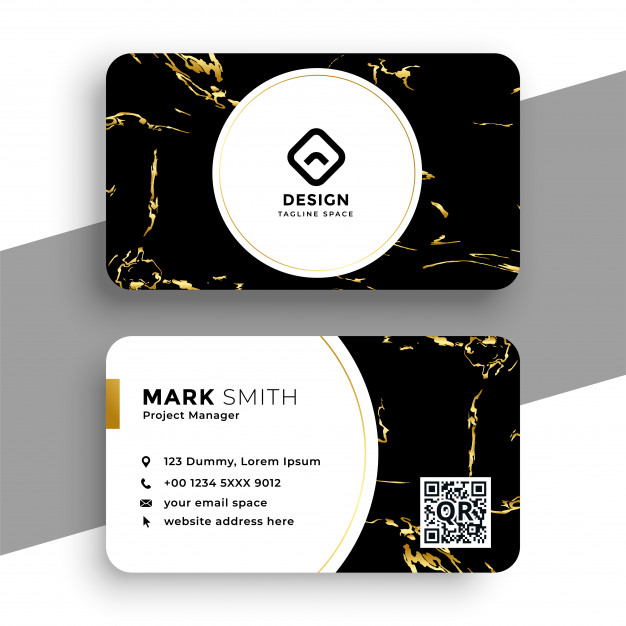 DESIGN
TAGLINE SPACE
MARK SMITH
Project Manager
123 Dummy, Lorem Ipsum
+00 1234 5XXX 9012
your email space
website address here
QR